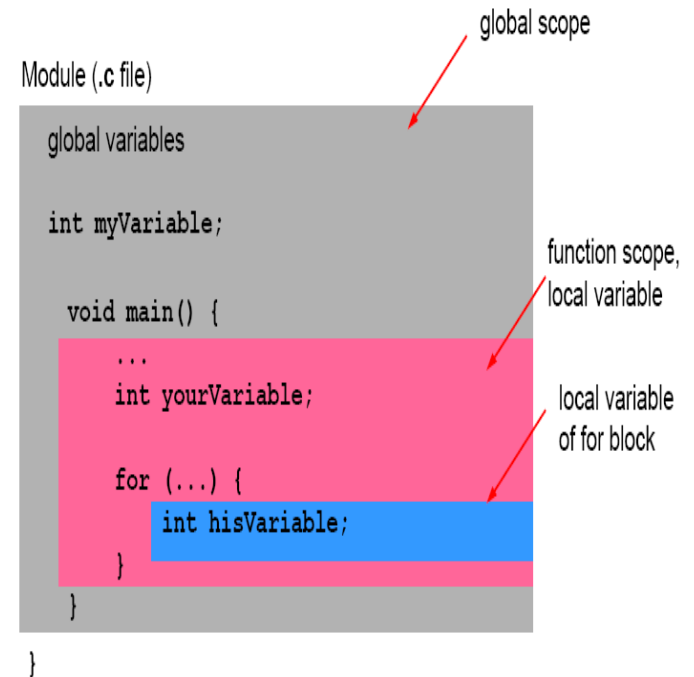 global scope
Module (.c file)
global variables
int myVariable;
function scope,
local variable
void main() {
...
int yourVariable;
local variable
of for block
for (...) {
int hisVariable;
}
}
}